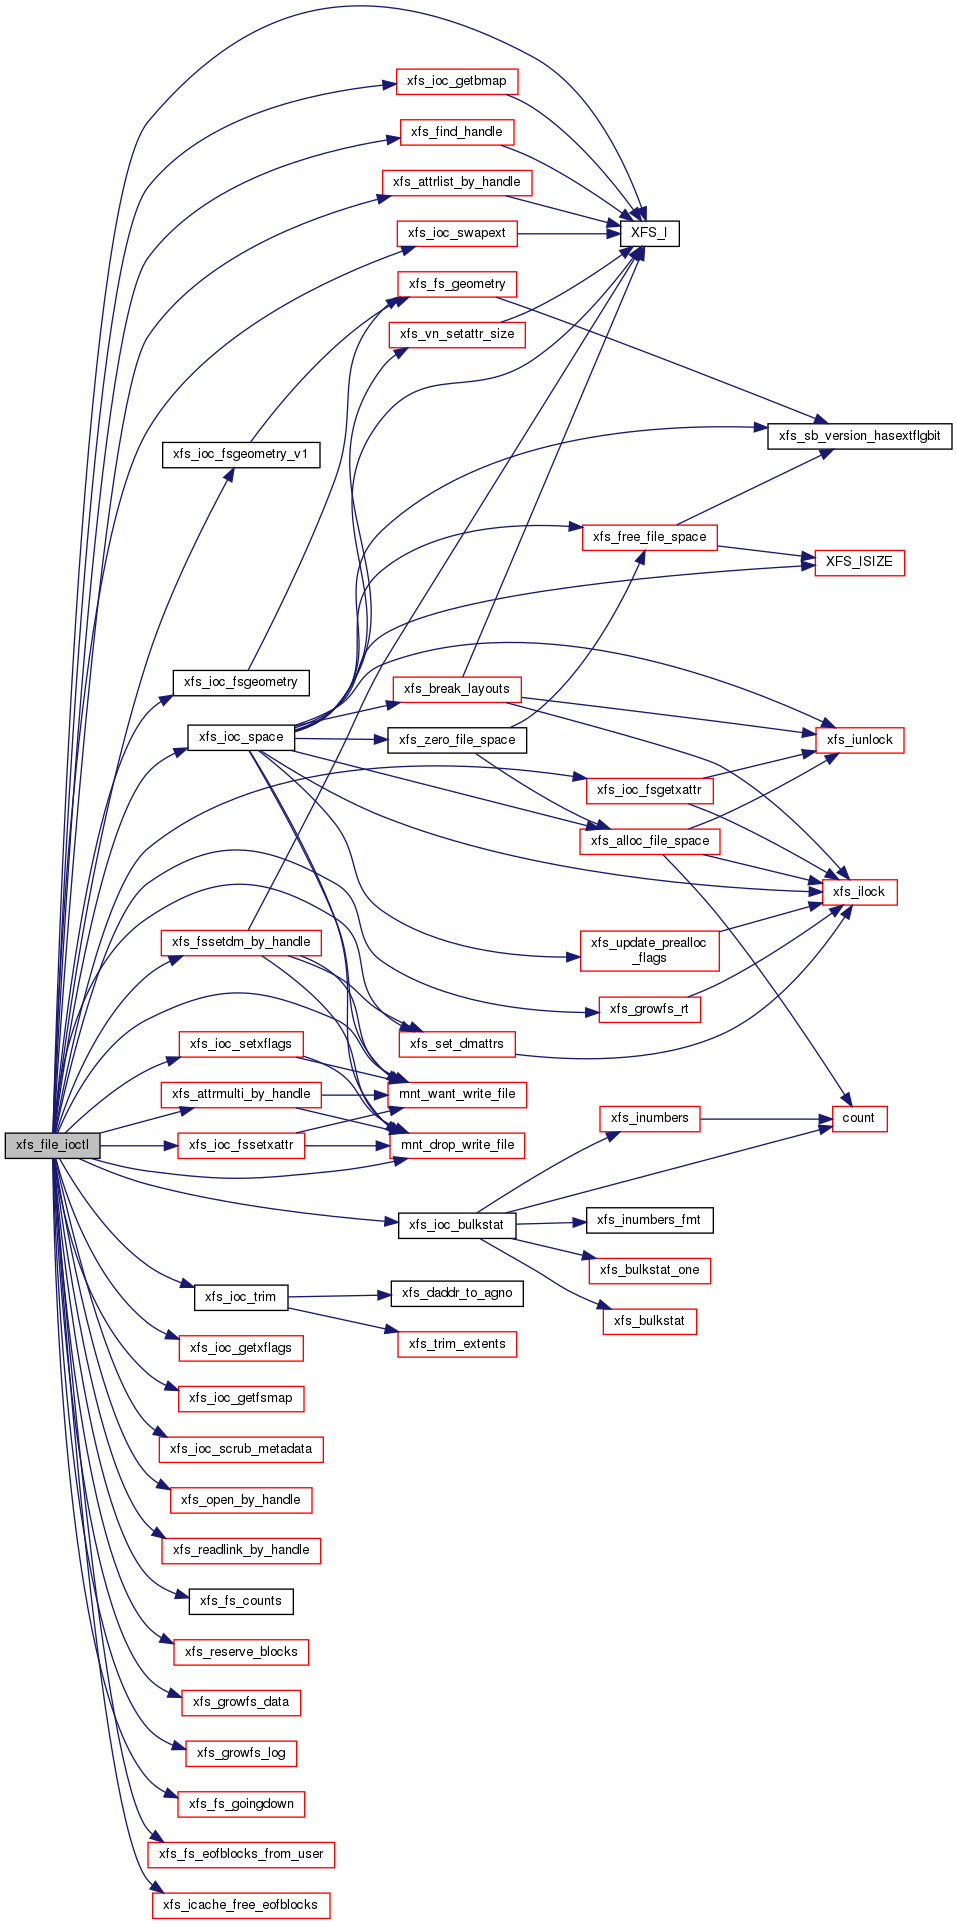 xfs_ioc_getbmap
xfs_find_handle
xfs_attrlist_by_handle
xfs_ioc_swapext
XFS_I
xfs_fs_geometry
xfs_vn_setattr_size
xfs_sb_version_hasextflgbit
xfs_ioc_fsgeometry_v1
xfs_free_file_space
XFS_ISIZE
xfs_ioc_fsgeometry
xfs_break_layouts
xfs_ioc_space
xfs_zero_file_space
xfs_iunlock
xfs_ioc_fsgetxattr
xfs_alloc_file_space
xfs_ilock
xfs_fssetdm_by_handle
xfs_update_prealloc
_flags
xfs_growfs_rt
xfs_ioc_setxflags
xfs_set_dmattrs
xfs_attrmulti_by_handle
mnt_want_write_file
xfs_inumbers
count
xfs_file_ioctl
xfs_ioc_fssetxattr
mnt_drop_write_file
xfs_ioc_bulkstat
xfs_inumbers_fmt
xfs_bulkstat_one
xfs_ioc_trim
xfs_daddr_to_agno
xfs_bulkstat
xfs_ioc_getxflags
xfs_trim_extents
xfs_ioc_getfsmap
xfs_ioc_scrub_metadata
xfs_open_by_handle
xfs_readlink_by_handle
xfs_fs_counts
xfs_reserve_blocks
xfs_growfs_data
xfs_growfs_log
xfs_fs_goingdown
xfs_fs_eofblocks_from_user
xfs_icache_free_eofblocks